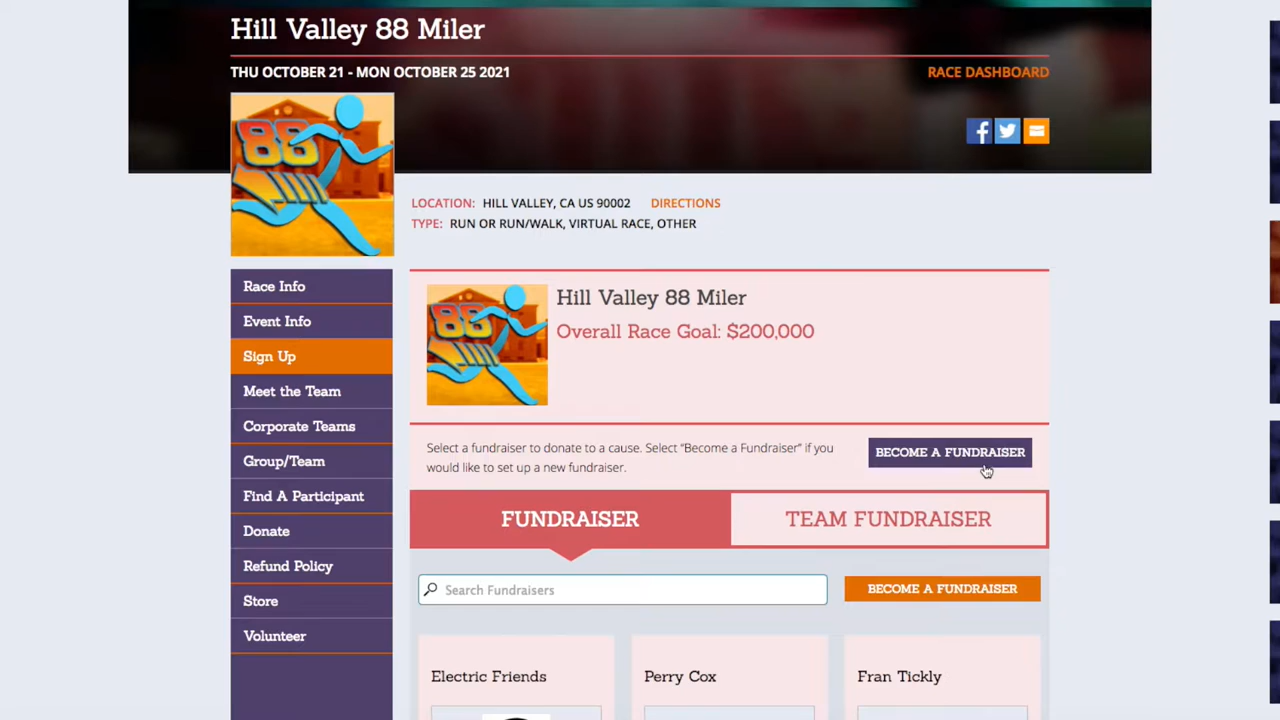 Hill Valley 88 Miler
THU OCTOBER 21 - MON OCTOBER 25 2021
RACE DASHBOARD
88
LOCATION: HILL VALLEY, CA US 90002 DIRECTIONS
TYPE: RUN OR RUN/WALK, VIRTUAL RACE, OTHER
Race Info
Event Info
Sign Up
Meet the Team
Corporate Teams
Group/Team
Find A Participant
Donate
Refund Policy
Store
Volunteer
88
Hill Valley 88 Miler
Overall Race Goal: $200,000
Select a fundraiser to donate to a cause. Select "Become a Fundraiser" if you
would like to set up a new fundraiser.
BECOME A FUNDRAISER
FUNDRAISER
TEAM FUNDRAISER
Search Fundraisers
BECOME A FUNDRAISER
Electric Friends
Perry Cox
Fran Tickly